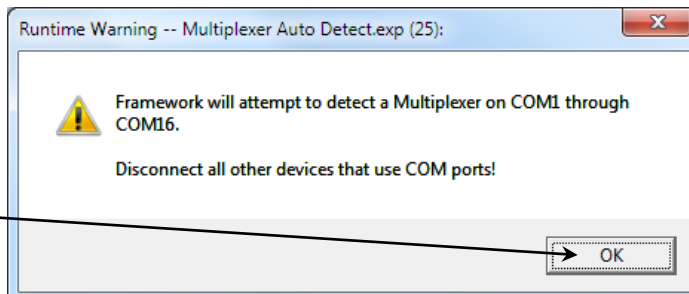 Runtime Warning -- Multiplexer Auto Detect.exp (25):
Framework will attempt to detect a Multiplexer on COM1 through
COM16.
Disconnect all other devices that use COM ports!
OK